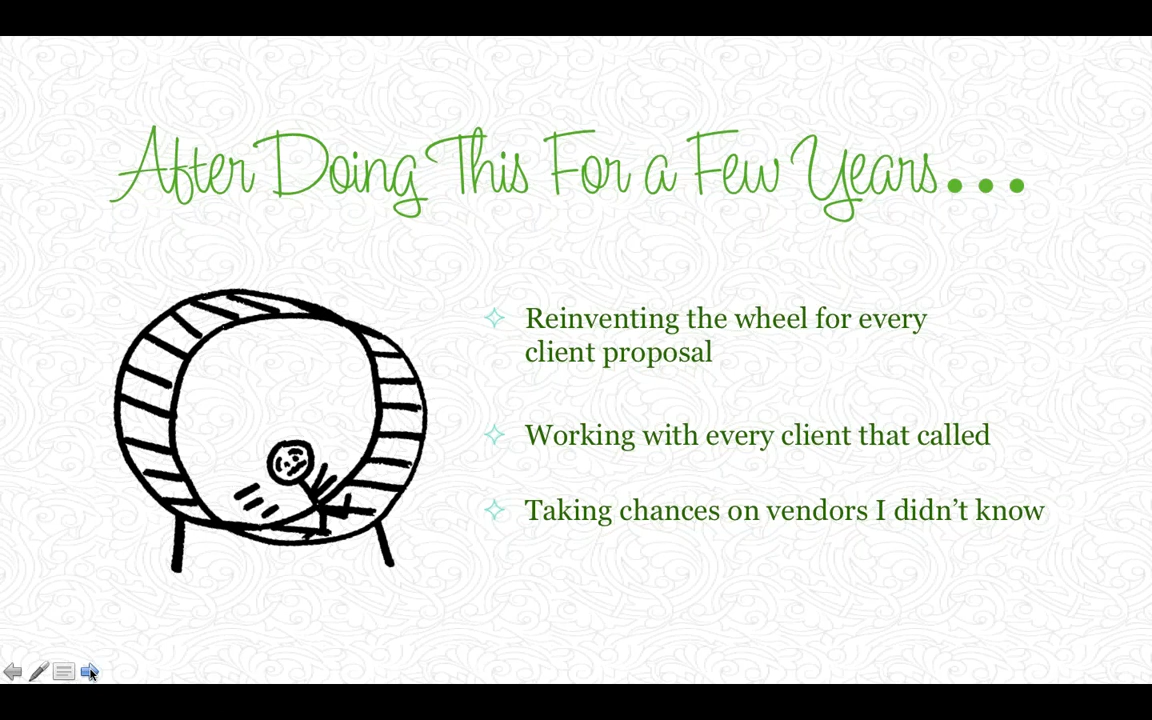 After Doing This For a Few Years...
Reinventing the wheel for every
client proposal
Working with every client that called
Taking chances on vendors I didn’t know